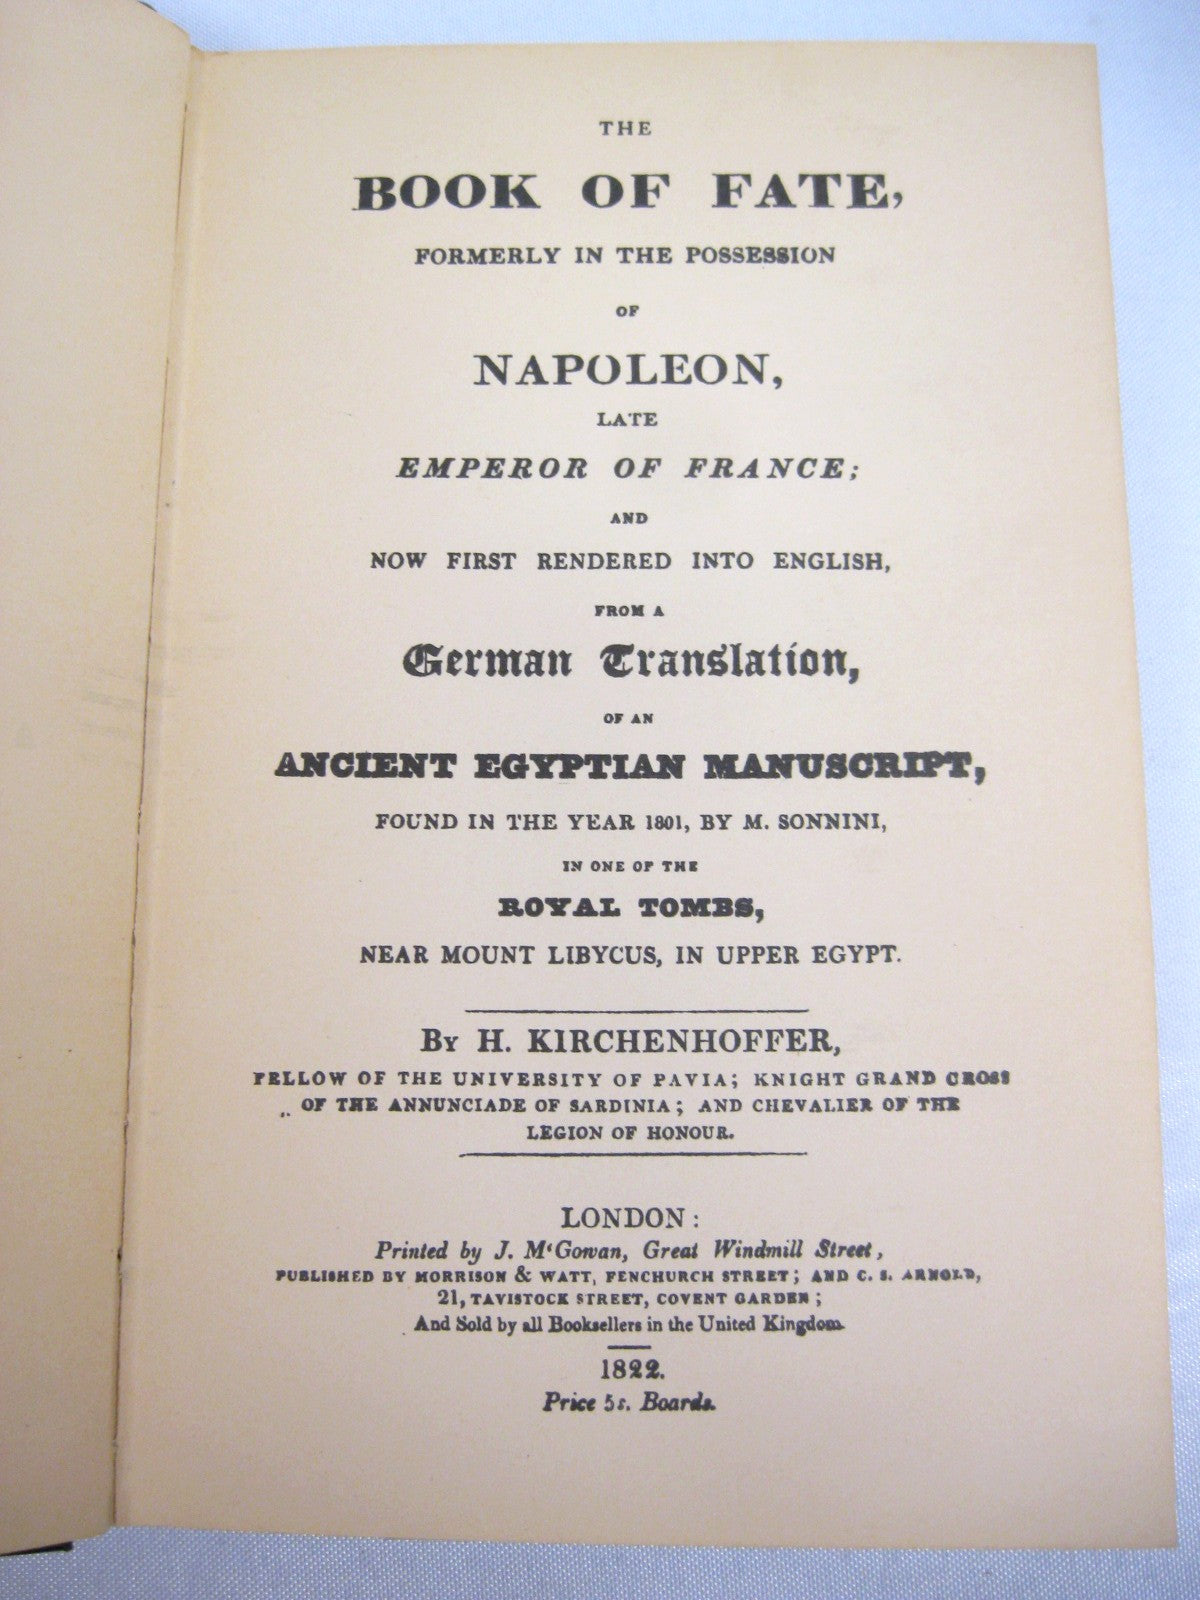 THE
BOOK OF FATE,
FORMERLY IN THE POSSESSION
OF
NAPOLEON,
LATE
EMPEROR OF FRANCE;
AND
NOW FIRST RENDERED INTO ENGLISH,
FROM A
German Translation,
OF AN
ANCIENT EGYPTIAN MANUSCRIPT,
FOUND IN THE YEAR 1801, BY M. SONNINI,
IN ONE OF THE
ROYAL TOMBS,
NEAR MOUNT LIBYCUS, IN UPPER EGYPT.
BY H. KIRCHENHOFFER,
FELLOW OF THE UNIVERSITY OF PAVIA; KNIGHT GRAND CROSS
OF THE ANNUNCIADE OF SARDINIA; AND CHEVALIER OF THE
LEGION OF HONOUR.
LONDON:
Printed by J. M‘Gowan, Great Windmill Street,
PUBLISHED BY MORRISON & WATT, FENCHURCH STREET; AND C. S. ARNOLD,
21, TAVISTOCK STREET, COVENT GARDEN;
And Sold by all Booksellers in the United Kingdom.
1822.
Price 5s. Boards.